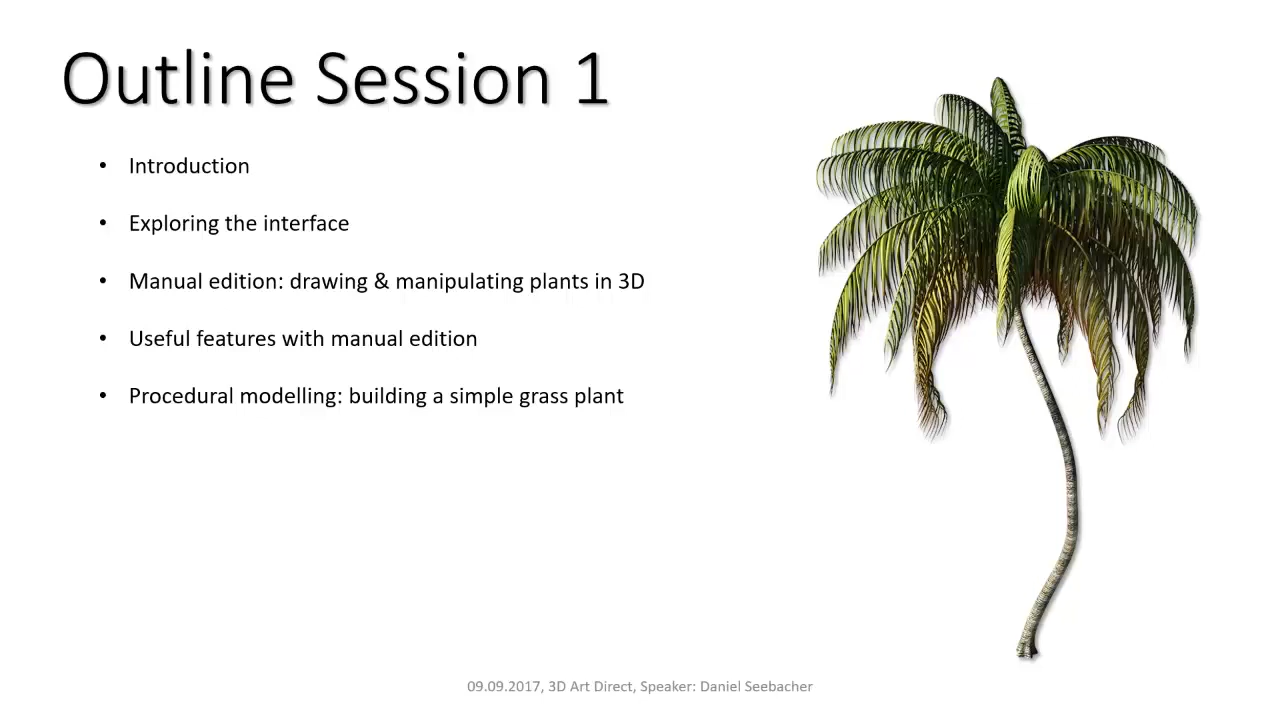 Outline Session 1
• Introduction
• Exploring the interface
• Manual edition: drawing & manipulating plants in 3D
• Useful features with manual edition
• Procedural modelling: building a simple grass plant
09.09.2017, 3D Art Direct, Speaker: Daniel Seebacher